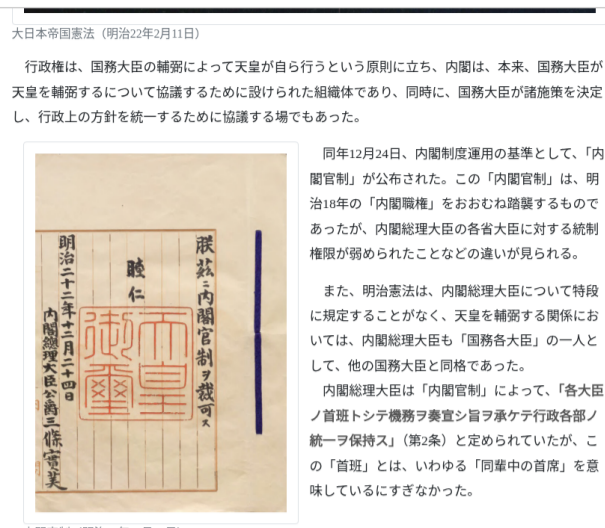 大日本帝国憲法（明治22年2月11日）
行政権は、国務大臣の輔弼によって天皇が自ら行うという原則に立ち、内閣は、本来、国務大臣が
天皇を輔弼するについて協議するために設けられた組織体であり、同時に、国務大臣が諸施策を決定
し、行政上の方針を統一するために協議する場でもあった。
朕玆ニ内閣官制ヲ裁可ス
睦仁
天皇御璽
明治二十二年十二月二十四日
内閣總理大臣公爵三條實美
同年12月24日、内閣制度運用の基準として、「内
閣官制」が公布された。この「内閣官制」は、明
治18年の「内閣職権」をおおむね踏襲するもので
あったが、内閣総理大臣の各省大臣に対する統制
権限が弱められたことなどの違いが見られる。
また、明治憲法は、内閣総理大臣について特段
に規定することがなく、天皇を輔弼する関係にお
いては、内閣総理大臣も「国務各大臣」の一人と
して、他の国務大臣と同格であった。
内閣総理大臣は「内閣官制」によって、「各大臣
ノ首班トシテ機務ヲ奏宣シ旨ヲ承ケテ行政各部ノ
統一ヲ保持ス」（第2条）と定められていたが、こ
の「首班」とは、いわゆる「同輩中の首席」を意
味しているにすぎなかった。